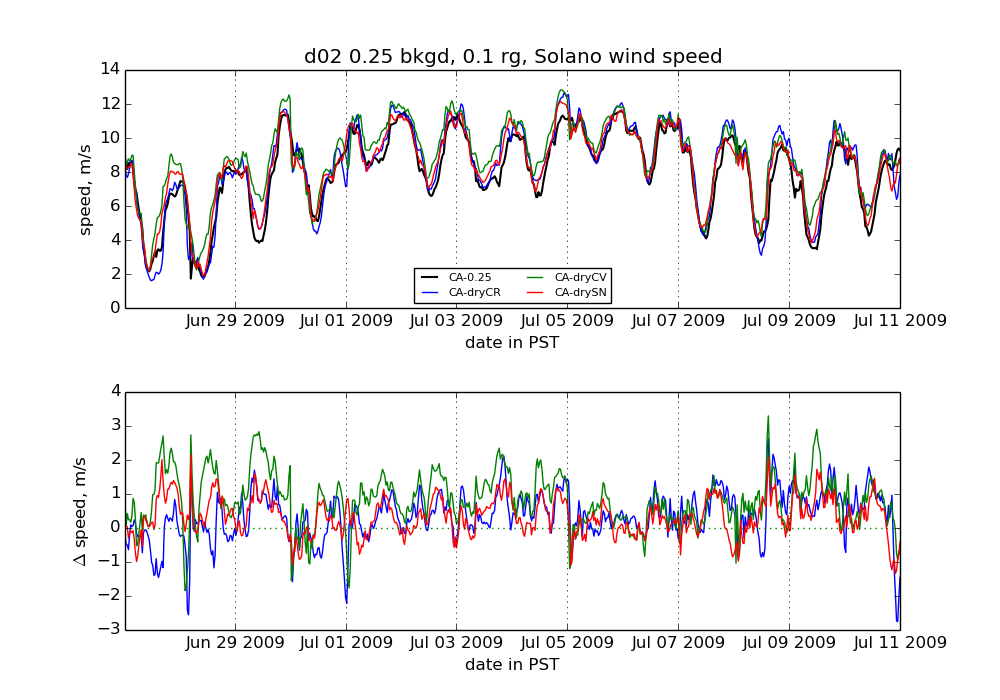 d02 0.25 bkgd, 0.1 rg, Solano wind speed
14
12
10
8
6
4
2
0
speed, m/s
CA-0.25
CA-dryCR
CA-dryCV
CA-drySN
Jun 29 2009
Jul 01 2009
Jul 03 2009
Jul 05 2009
Jul 07 2009
Jul 09 2009
Jul 11 2009
date in PST
4
3
2
1
0
−1
−2
−3
Δ speed, m/s
Jun 29 2009
Jul 01 2009
Jul 03 2009
Jul 05 2009
Jul 07 2009
Jul 09 2009
Jul 11 2009
date in PST